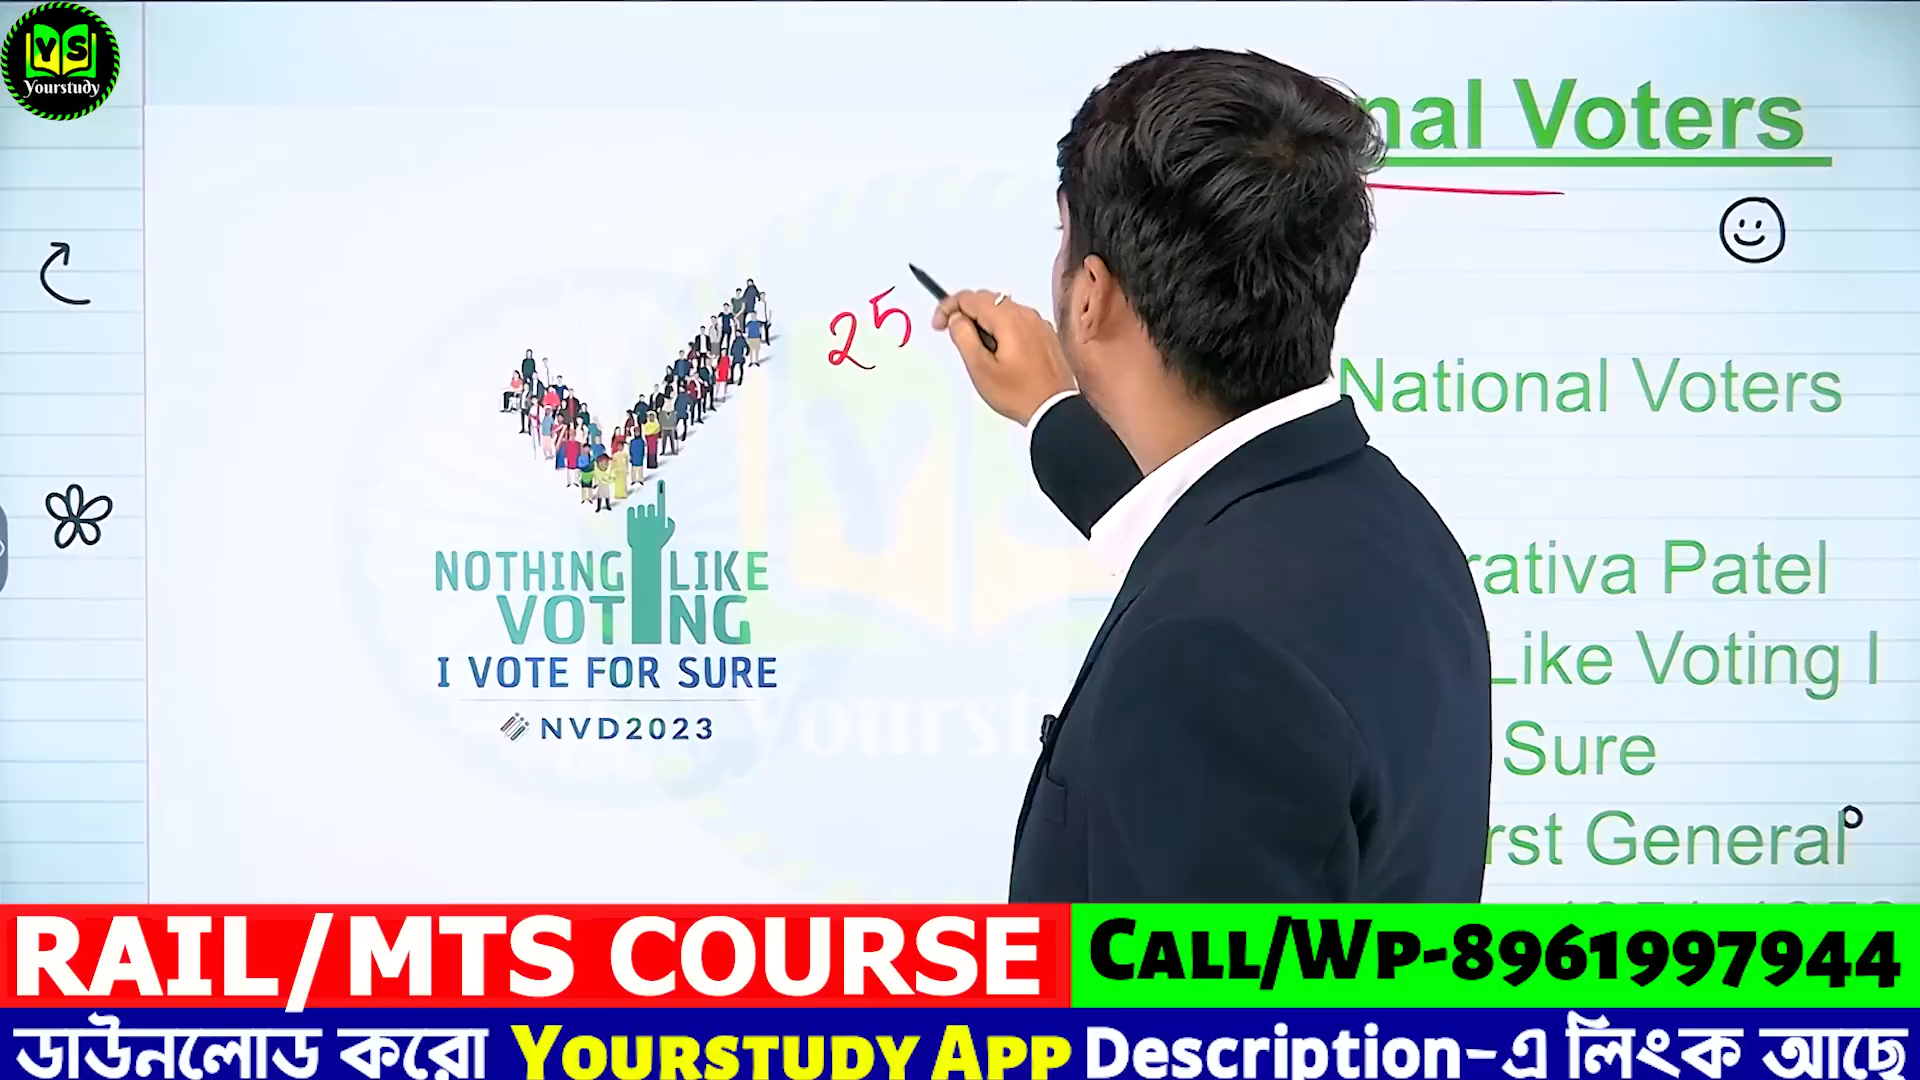 YS
Yourstudy
nal Voters
25
National Voters
NOTHING LIKE
VOTING
I VOTE FOR SURE
NVD2023
rativa Patel
Like Voting I
Sure
rst General
RAIL/MTS COURSE
CALL/WP-8961997944
ডাউনলোড করো YOURSTUDY APP Description-এ লিংক আছে